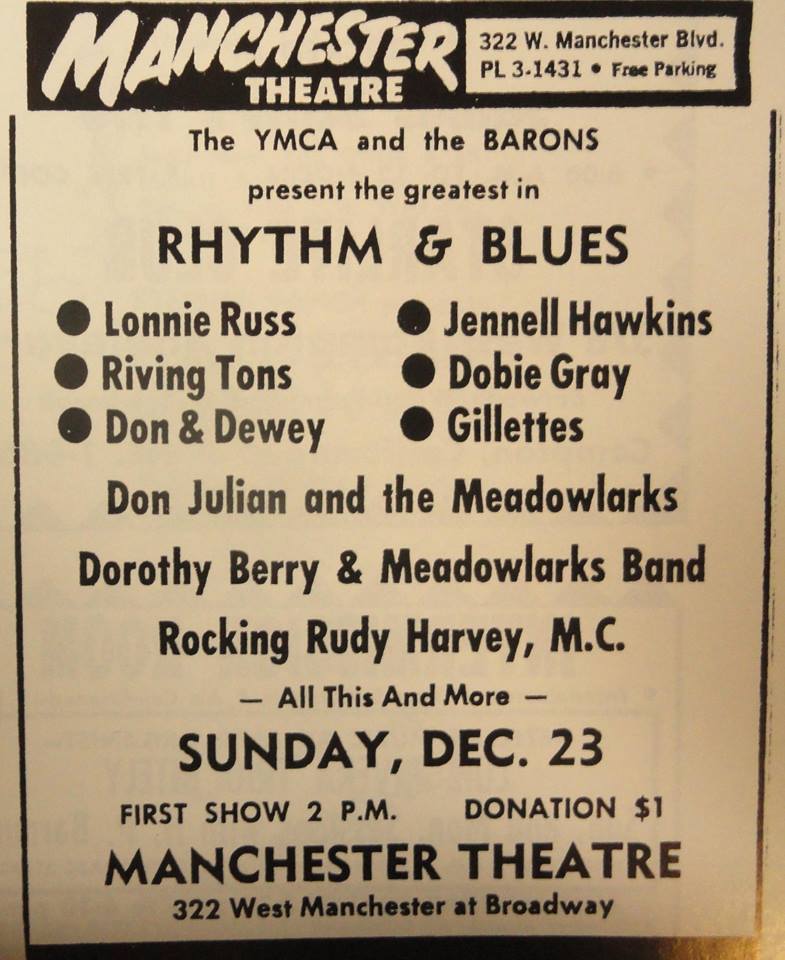 MANCHESTER
THEATRE
322 W. Manchester Blvd.
PL 3-1431 • Free Parking
The YMCA and the BARONS
present the greatest in
RHYTHM & BLUES
● Lonnie Russ
● Jennell Hawkins
● Riving Tons
● Dobie Gray
● Don & Dewey
● Gillettes
Don Julian and the Meadowlarks
Dorothy Berry & Meadowlarks Band
Rocking Rudy Harvey, M.C.
— All This And More —
SUNDAY, DEC. 23
FIRST SHOW 2 P.M. DONATION $1
MANCHESTER THEATRE
322 West Manchester at Broadway